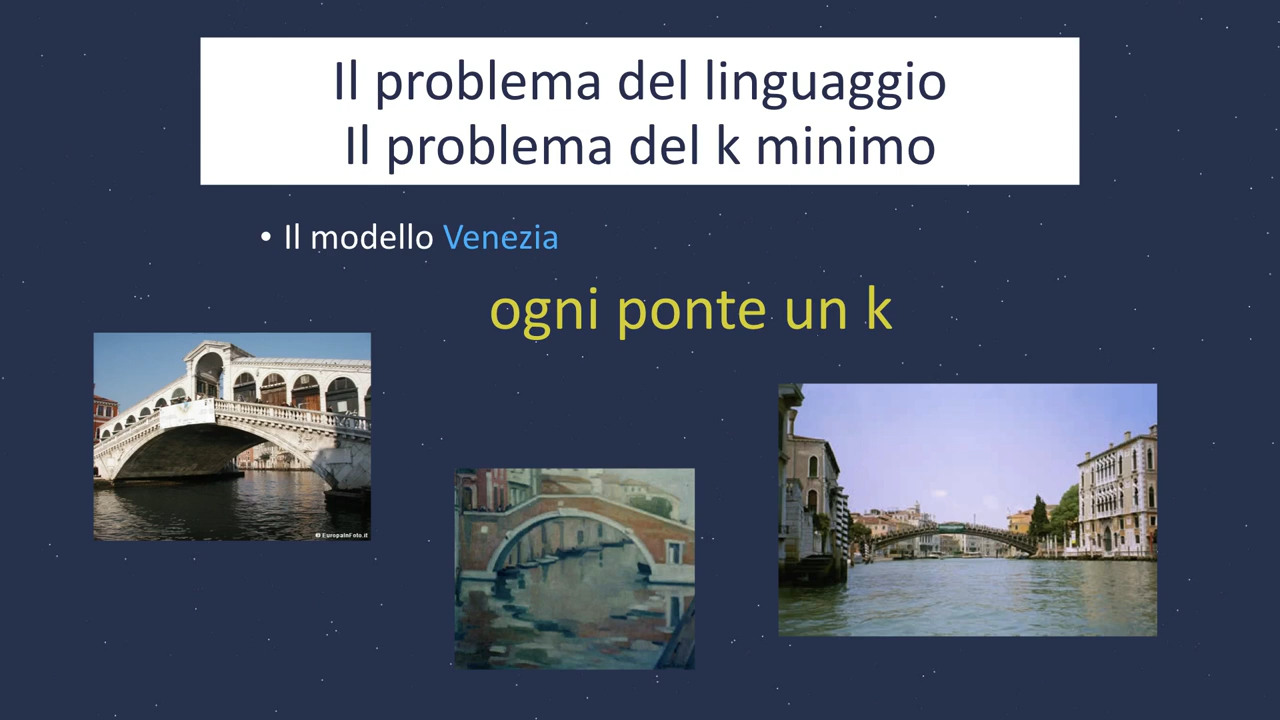 Il problema del linguaggio
Il problema del k minimo
• Il modello Venezia
ogni ponte un k
© EuropaInFoto.it